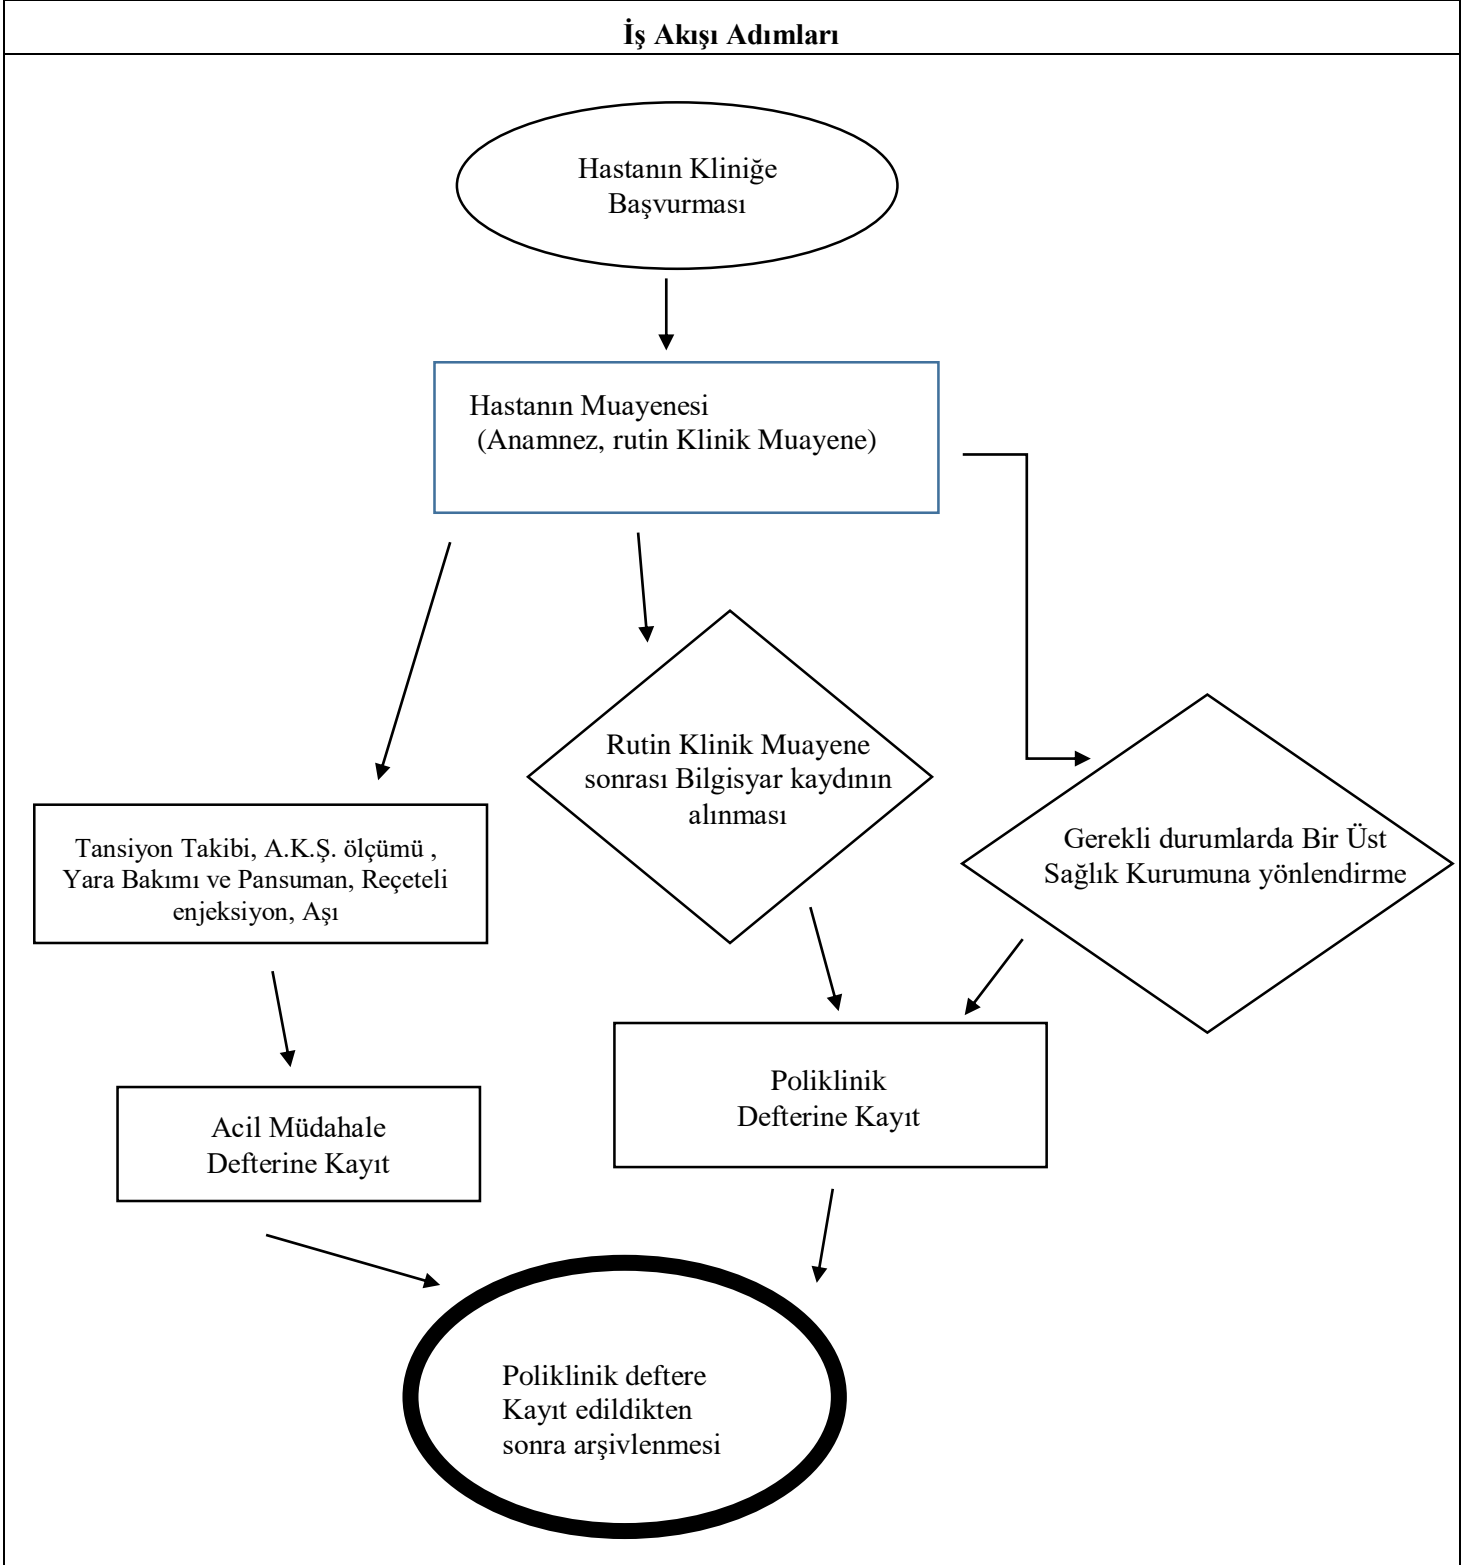 İş Akışı Adımları
Hastanın Kliniğe
Başvurması
Hastanın Muayenesi
(Anamnez, rutin Klinik Muayene)
Rutin Klinik Muayene
sonrası Bilgisyar kaydının
alınması
Gerekli durumlarda Bir Üst
Sağlık Kurumuna yönlendirme
Tansiyon Takibi, A.K.Ş. ölçümü ,
Yara Bakımı ve Pansuman, Reçeteli
enjeksiyon, Aşı
Poliklinik
Defterine Kayıt
Acil Müdahale
Defterine Kayıt
Poliklinik deftere
Kayıt edildikten
sonra arşivlenmesi